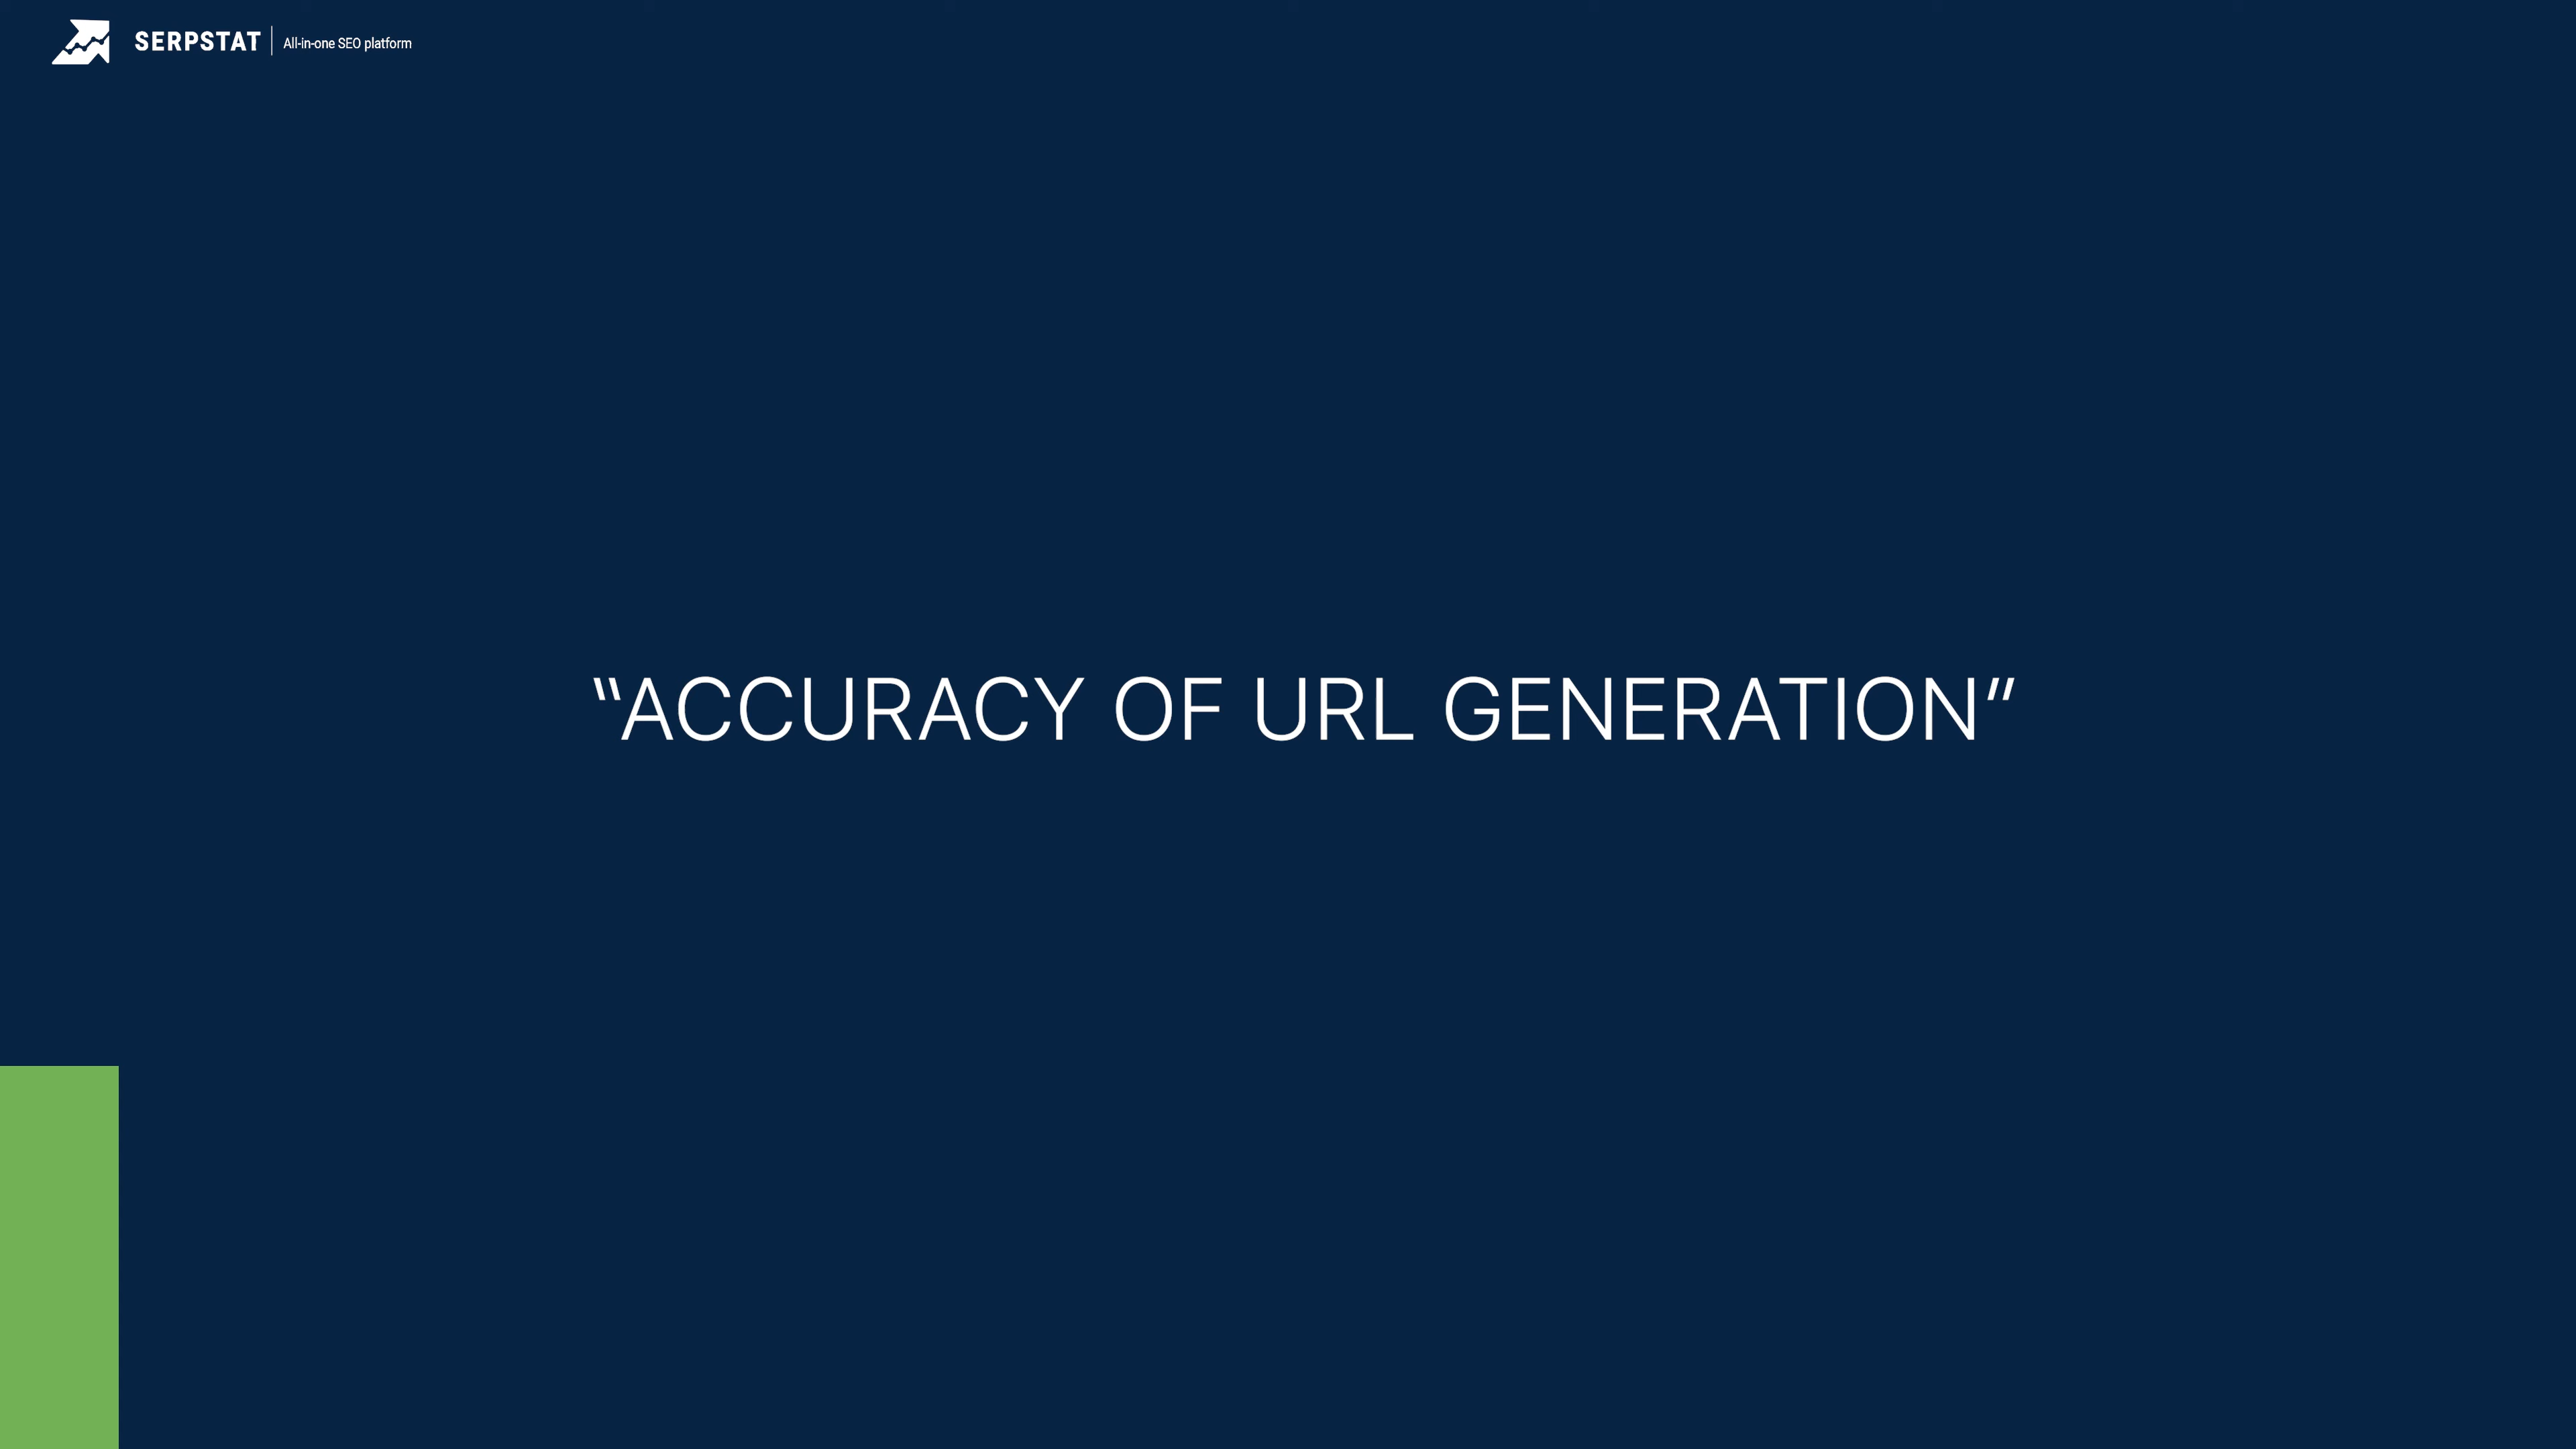 SERPSTAT
All-in-one SEO platform
“ACCURACY OF URL GENERATION”